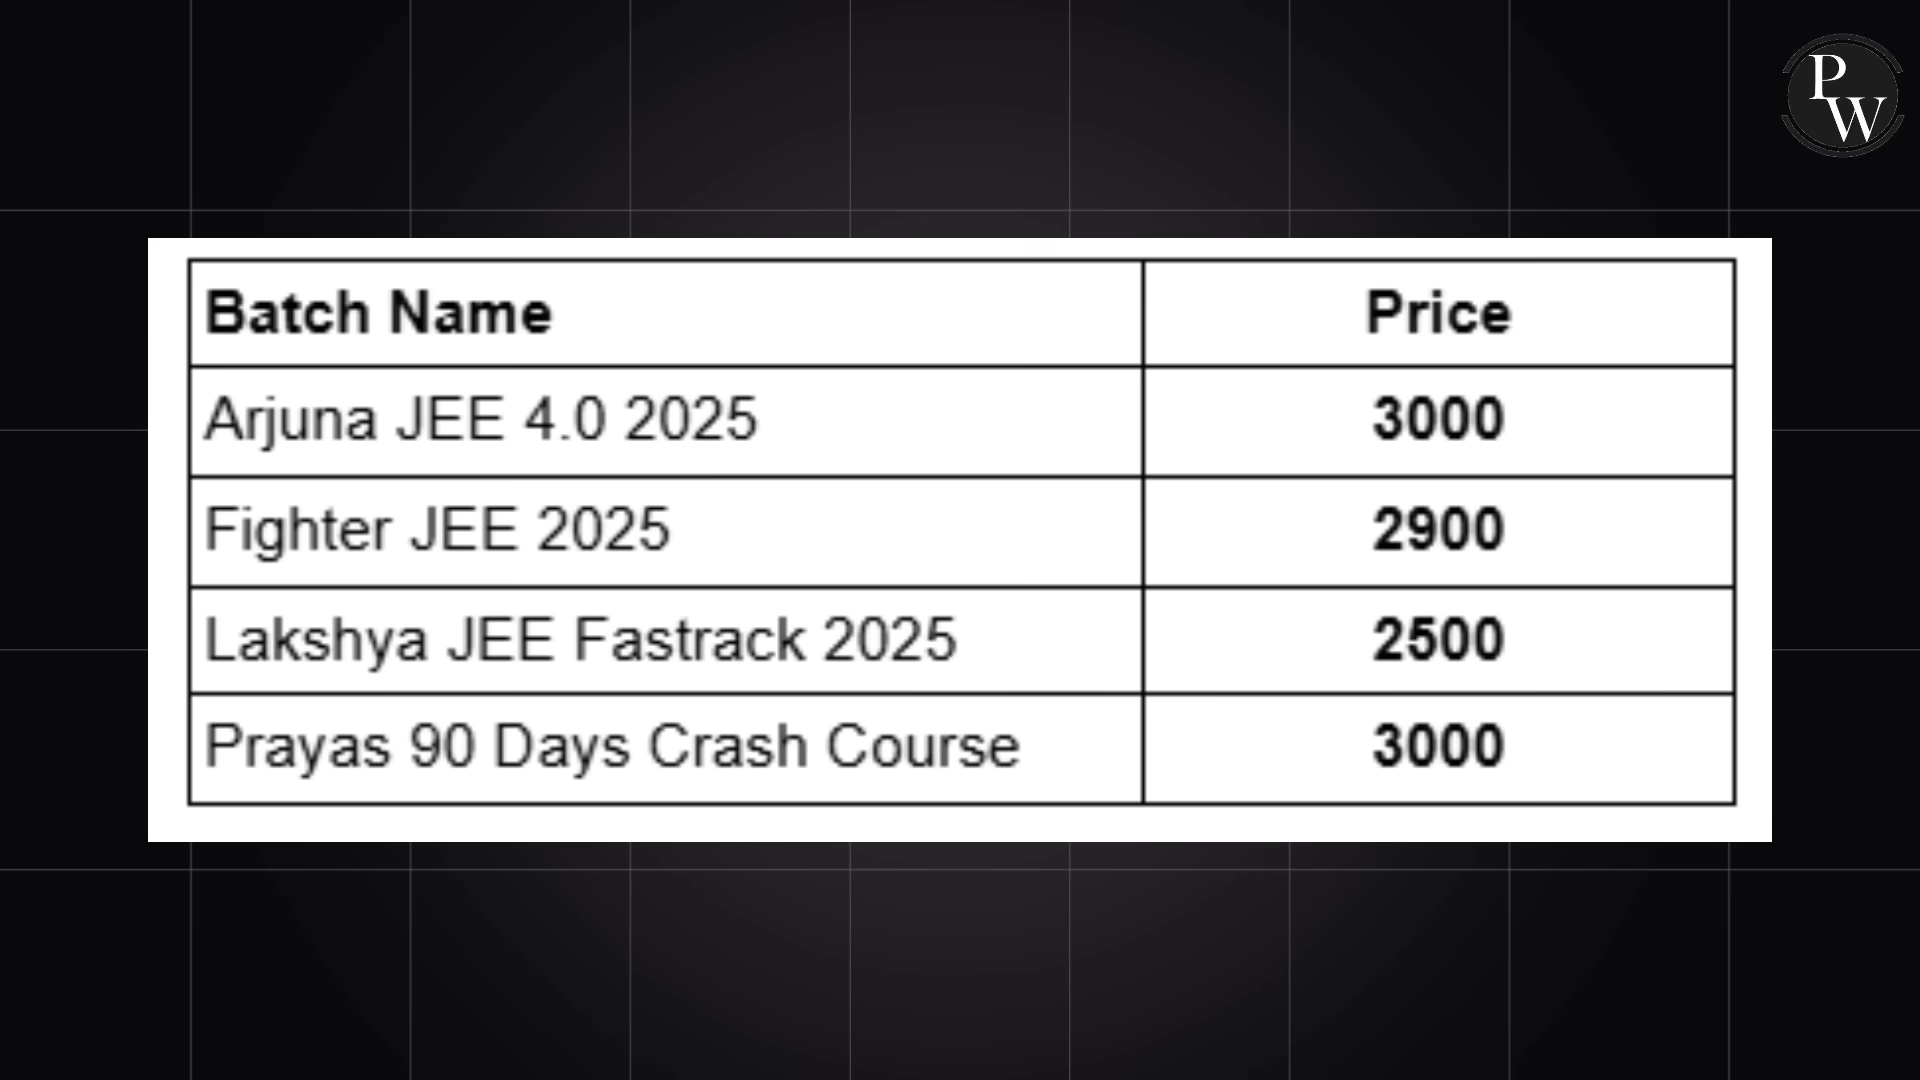 PW
Batch Name Price
Arjuna JEE 4.0 2025 3000
Fighter JEE 2025 2900
Lakshya JEE Fastrack 2025 2500
Prayas 90 Days Crash Course 3000